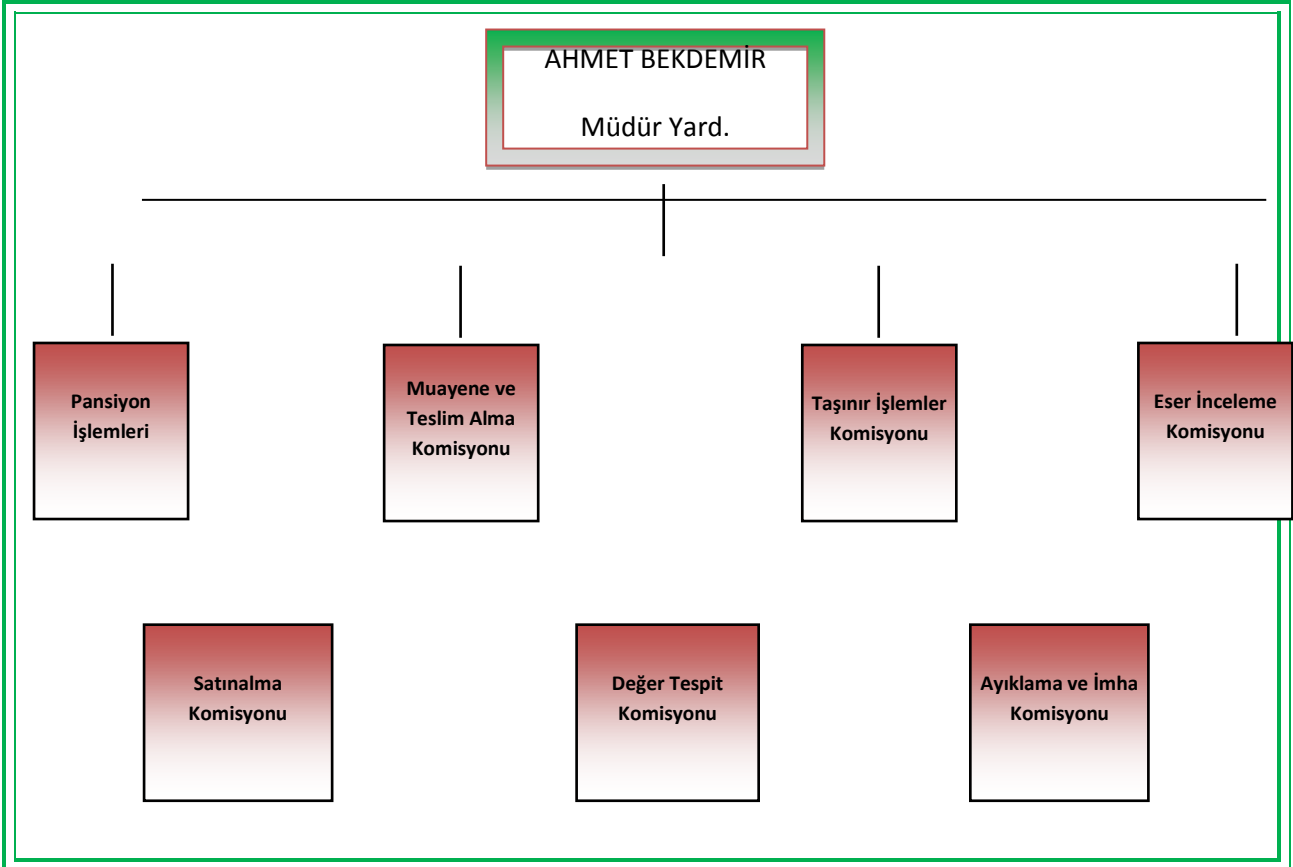 AHMET BEKDEMİR
Müdür Yard.
Pansiyon
İşlemleri
Muayene ve
Teslim Alma
Komisyonu
Taşınır İşlemler
Komisyonu
Eser İnceleme
Komisyonu
Satınalma
Komisyonu
Değer Tespit
Komisyonu
Ayıklama ve İmha
Komisyonu